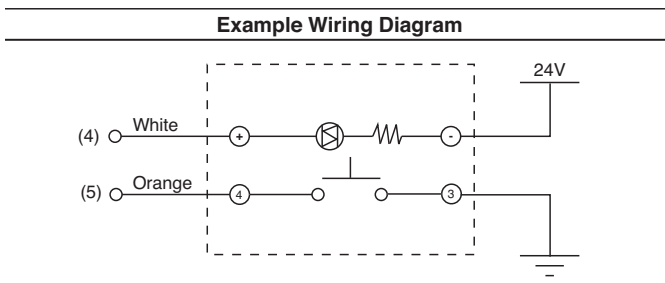 Example Wiring Diagram
24V
(4) White + -
(5) Orange 4 3